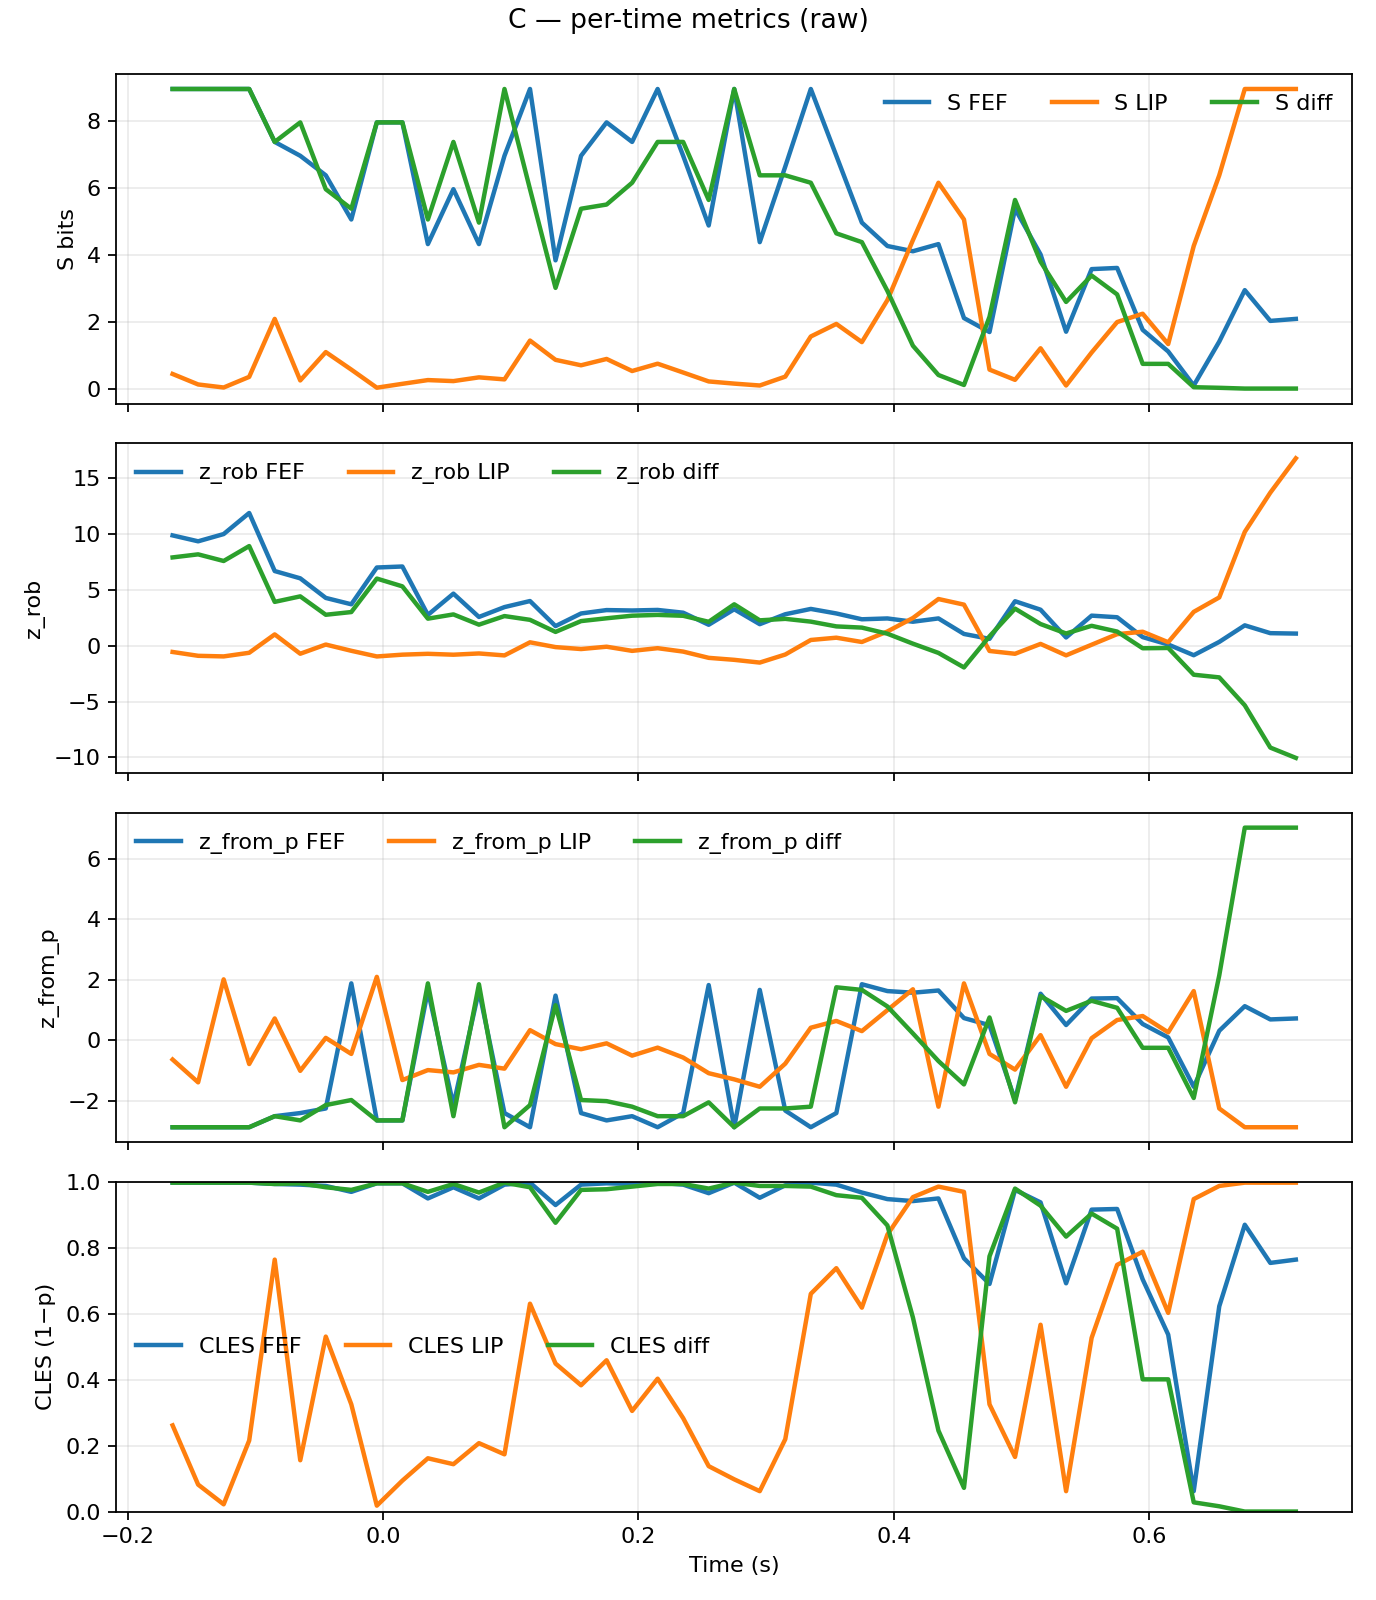 C — per-time metrics (raw)
S FEF S LIP S diff
8
6
4
2
0
S bits
z_rob FEF z_rob LIP z_rob diff
15
10
5
0
−5
−10
z_rob
z_from_p FEF z_from_p LIP z_from_p diff
6
4
2
0
−2
z_from_p
1.0
0.8
0.6
0.4
0.2
0.0
CLES (1−p)
CLES FEF CLES LIP CLES diff
−0.2 0.0 0.2 0.4 0.6
Time (s)